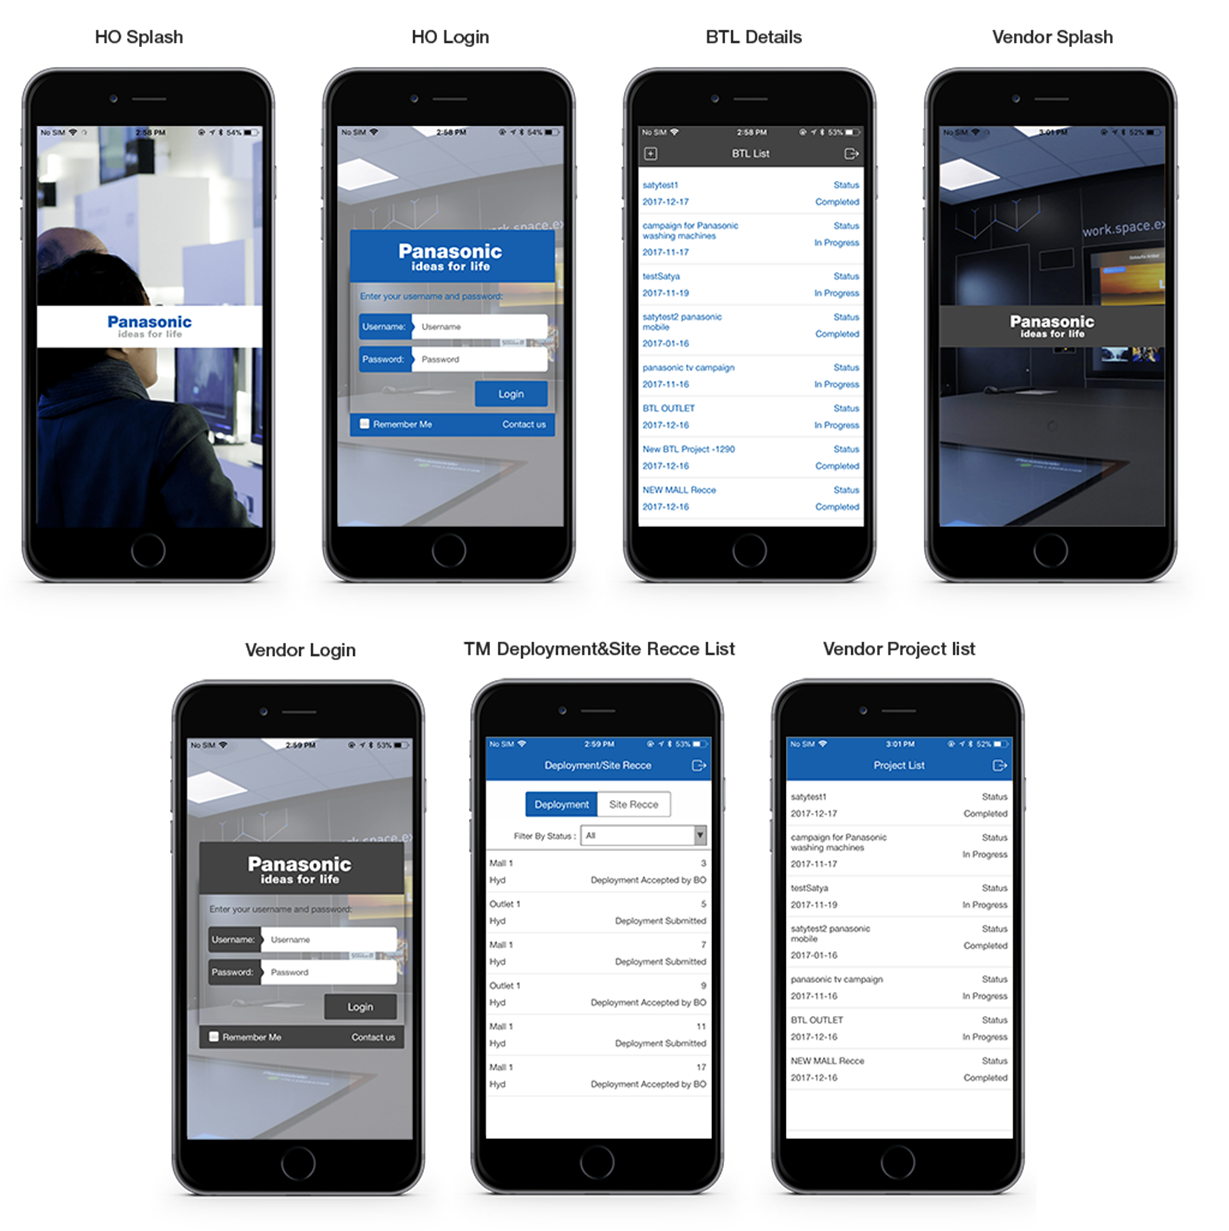 HO Splash
HO Login
BTL Details
Vendor Splash
No SIM 2:58 PM 54%
Panasonic
ideas for life
No SIM 2:58 PM 54%
work.space.ex
Panasonic
ideas for life
Enter your username and password:
Username: Username
Password: Password
Login
Remember Me Contact us
No SIM 2:58 PM 53%
BTL List
satytest1 Status
2017-12-17 Completed
campaign for Panasonic Status
washing machines
In Progress
2017-11-17
testSatya Status
2017-11-19 In Progress
satytest2 panasonic Status
mobile
Completed
2017-01-16
panasonic tv campaign Status
2017-11-16 In Progress
BTL OUTLET Status
2017-12-16 In Progress
New BTL Project -1290 Status
2017-12-16 Completed
NEW MALL Recce Status
2017-12-16 Completed
No SIM 3:01 PM 52%
work.space.ex
Panasonic
ideas for life
Vendor Login
TM Deployment&Site Recce List
Vendor Project list
No SIM 2:59 PM 53%
work.space.ex
Panasonic
ideas for life
Enter your username and password:
Username: Username
Password: Password
Login
Remember Me Contact us
No SIM 2:59 PM 53%
Deployment/Site Recce
Deployment Site Recce
Filter By Status : All
Mall 1 3
Hyd Deployment Accepted by BO
Outlet 1 5
Hyd Deployment Submitted
Mall 1 7
Hyd Deployment Submitted
Outlet 1 9
Hyd Deployment Accepted by BO
Mall 1 11
Hyd Deployment Submitted
Mall 1 17
Hyd Deployment Accepted by BO
No SIM 3:01 PM 52%
Project List
satytest1 Status
2017-12-17 Completed
campaign for Panasonic Status
washing machines
In Progress
2017-11-17
testSatya Status
2017-11-19 In Progress
satytest2 panasonic Status
mobile
Completed
2017-01-16
panasonic tv campaign Status
2017-11-16 In Progress
BTL OUTLET Status
2017-12-16 In Progress
NEW MALL Recce Status
2017-12-16 Completed